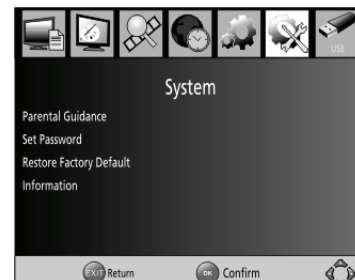 USB
System
Parental Guidance
Set Password
Restore Factory Default
Information
EXIT Return OK Confirm